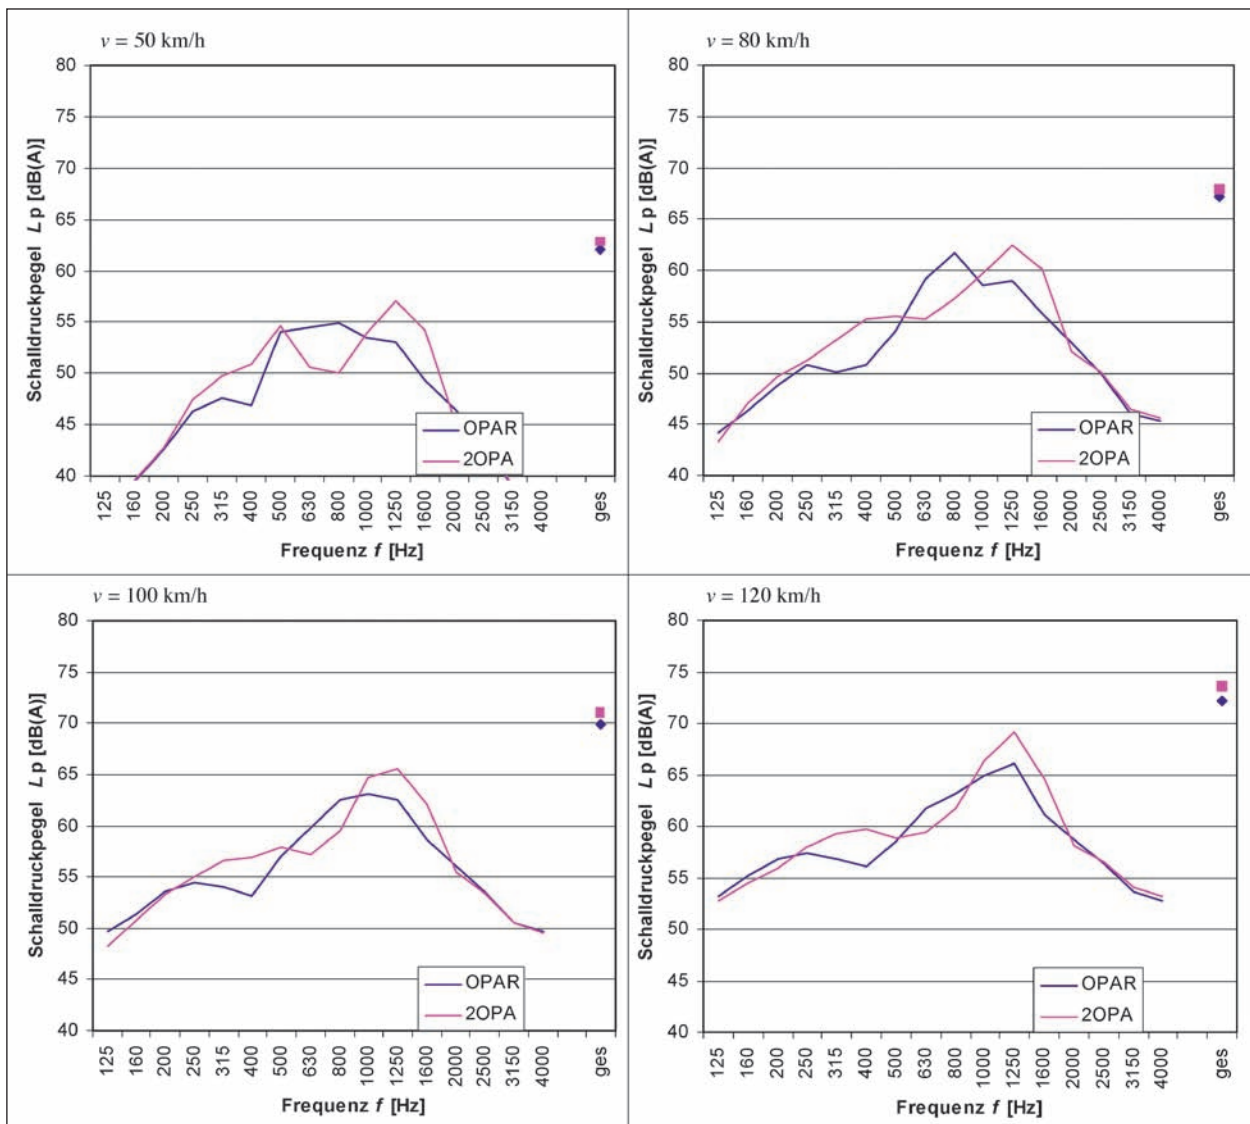 v = 50 km/h
80
75
70
65
60
55
50
45
40
Schalldruckpegel Lp [dB(A)]
OPAR
2OPA
125 160 200 250 315 400 500 630 800 1000 1250 1600 2000 2500 3150 4000 ges
Frequenz f [Hz]
v = 80 km/h
80
75
70
65
60
55
50
45
40
Schalldruckpegel Lp [dB(A)]
OPAR
2OPA
125 160 200 250 315 400 500 630 800 1000 1250 1600 2000 2500 3150 4000 ges
Frequenz f [Hz]
v = 100 km/h
80
75
70
65
60
55
50
45
40
Schalldruckpegel Lp [dB(A)]
OPAR
2OPA
125 160 200 250 315 400 500 630 800 1000 1250 1600 2000 2500 3150 4000 ges
Frequenz f [Hz]
v = 120 km/h
80
75
70
65
60
55
50
45
40
Schalldruckpegel Lp [dB(A)]
OPAR
2OPA
125 160 200 250 315 400 500 630 800 1000 1250 1600 2000 2500 3150 4000 ges
Frequenz f [Hz]